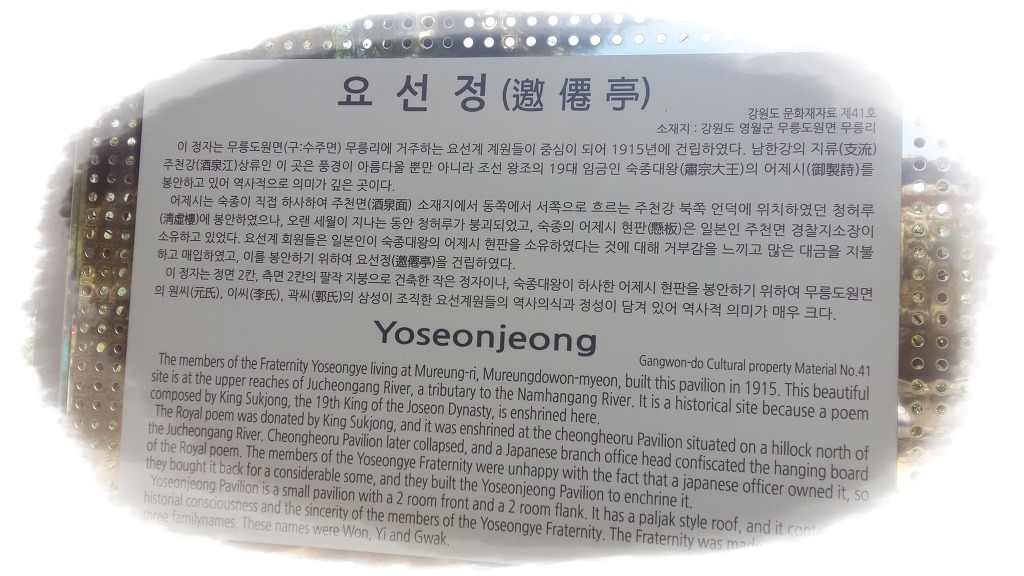 요 선 정 (邀僊亭)
강원도 문화재자료 제41호
소재지 : 강원도 영월군 무릉도원면 무릉리
이 정자는 무릉도원면(구:수주면) 무릉리에 거주하는 요선계 계원들이 중심이 되어 1915년에 건립하였다. 남한강의 지류(支流)
주천강(酒泉江)상류인 이 곳은 풍경이 아름다울 뿐만 아니라 조선 왕조의 19대 임금인 숙종대왕(肅宗大王)의 어제시(御製詩)를
봉안하고 있어 역사적으로 의미가 깊은 곳이다.
어제시는 숙종이 직접 하사하여 주천면(酒泉面) 소재지에서 동쪽에서 서쪽으로 흐르는 주천강 북쪽 언덕에 위치하였던 청허루
(淸虛樓)에 봉안하였으나, 오랜 세월이 지나는 동안 청허루가 붕괴되었고, 숙종의 어제시 현판(懸板)은 일본인 주천면 경찰지소장이
소유하고 있었다. 요선계 회원들은 일본인이 숙종대왕의 어제시 현판을 소유하였다는 것에 대해 거부감을 느끼고 많은 대금을 지불
하고 매입하였고, 이를 봉안하기 위하여 요선정(邀僊亭)을 건립하였다.
이 정자는 정면 2칸, 측면 2칸의 팔작 지붕으로 건축한 작은 정자이나, 숙종대왕이 하사한 어제시 현판을 봉안하기 위하여 무릉도원면
의 원씨(元氏), 이씨(李氏), 곽씨(郭氏)의 삼성이 조직한 요선계원들의 역사의식과 정성이 담겨 있어 역사적 의미가 매우 크다.
Yoseonjeong
Gangwon-do Cultural property Material No.41
The members of the Fraternity Yoseongye living at Mureung-ri, Mureungdowon-myeon, built this pavilion in 1915. This beautiful
site is at the upper reaches of Jucheongang River, a tributary to the Namhangang River. It is a historical site because a poem
composed by King Sukjong, the 19th King of the Joseon Dynasty, is enshrined here.
The Royal poem was donated by King Sukjong, and it was enshrined at the cheongheoru Pavilion situated on a hillock north of
the Jucheongang River. Cheongheoru Pavilion later collapsed, and a Japanese branch office head confiscated the hanging board
of the Royal poem. The members of the Yoseongye Fraternity were unhappy with the fact that a japanese officer owned it, so
they bought it back for a considerable some, and they built the Yoseonjeong Pavilion to enchrine it.
Yoseonjeong Pavilion is a small pavilion with a 2 room front and a 2 room flank. It has a paljak style roof, and it
historical consciousness and the sincerity of the members of the Yoseongye Fraternity. The Fraternity was
three familynames. These names were Won, Yi and Gwak.